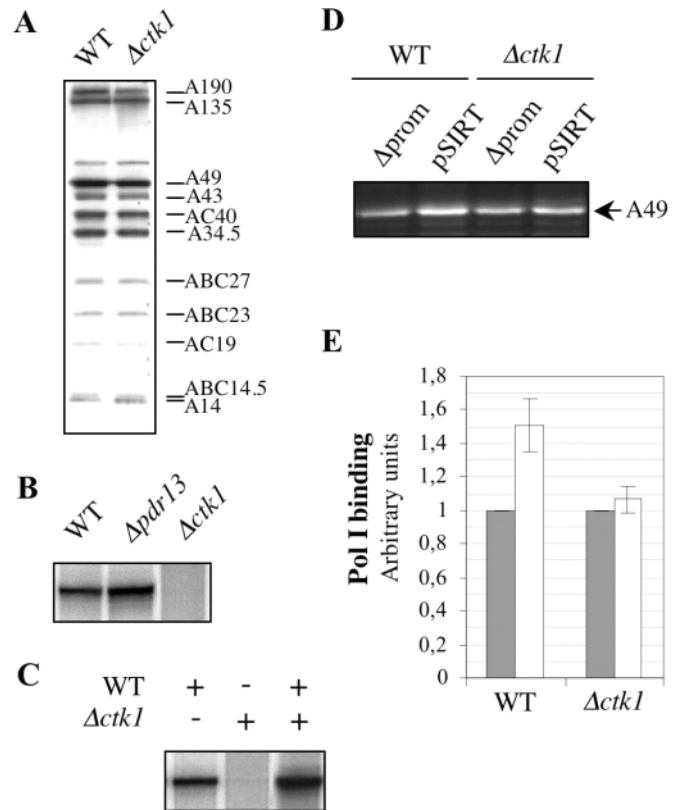 A
WT
Δctk1
A190
A135
A49
A43
AC40
A34.5
ABC27
ABC23
AC19
ABC14.5
A14
B
WT
Δpdr13
Δctk1
C
WT + - +
Δctk1 - + +
D
WT Δctk1
Δprom pSIRT Δprom pSIRT
A49
E
Pol I binding
Arbitrary units
1,8
1,6
1,4
1,2
1
0,8
0,6
0,4
0,2
0
WT Δctk1